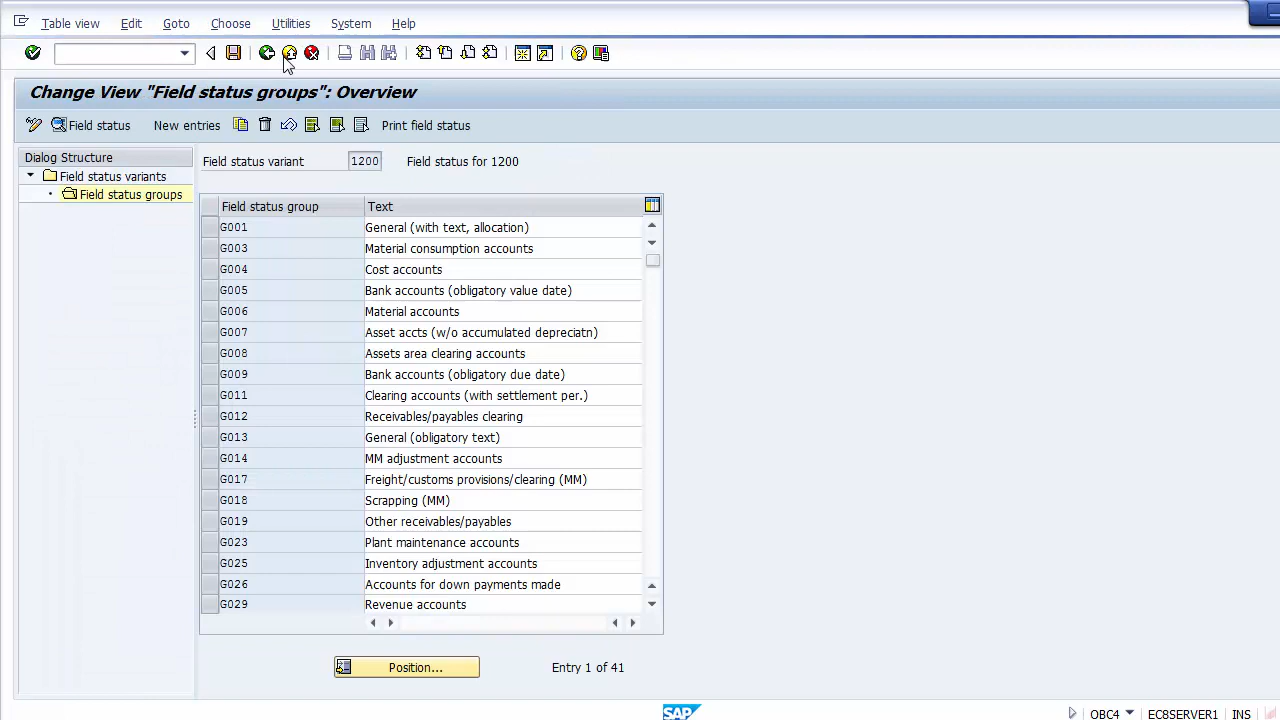 Table view Edit Goto Choose Utilities System Help
Change View "Field status groups": Overview
Field status New entries Print field status
Dialog Structure
Field status variants
Field status groups
Field status variant 1200 Field status for 1200
Field status group Text
G001 General (with text, allocation)
G003 Material consumption accounts
G004 Cost accounts
G005 Bank accounts (obligatory value date)
G006 Material accounts
G007 Asset accts (w/o accumulated depreciatn)
G008 Assets area clearing accounts
G009 Bank accounts (obligatory due date)
G011 Clearing accounts (with settlement per.)
G012 Receivables/payables clearing
G013 General (obligatory text)
G014 MM adjustment accounts
G017 Freight/customs provisions/clearing (MM)
G018 Scrapping (MM)
G019 Other receivables/payables
G023 Plant maintenance accounts
G025 Inventory adjustment accounts
G026 Accounts for down payments made
G029 Revenue accounts
Position... Entry 1 of 41
SAP OBC4 EC8SERVER1 INS